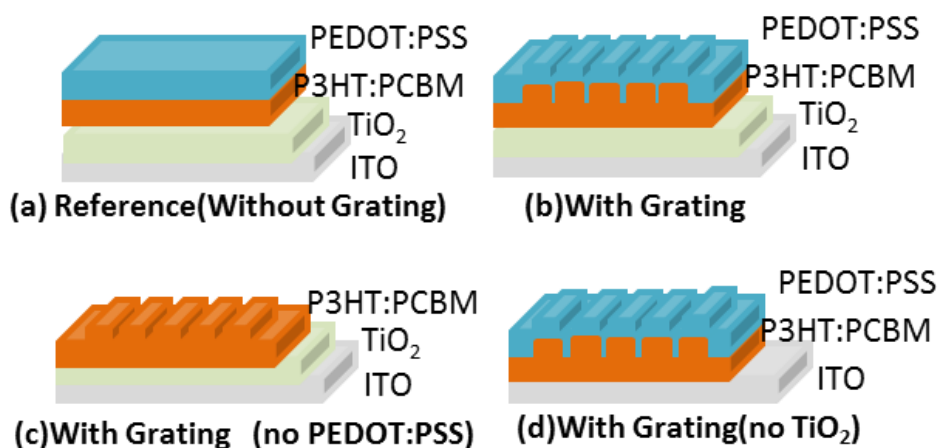 PEDOT:PSS
P3HT:PCBM
TiO₂
ITO
(a) Reference(Without Grating)
PEDOT:PSS
P3HT:PCBM
TiO₂
ITO
(b)With Grating
P3HT:PCBM
TiO₂
ITO
(c)With Grating (no PEDOT:PSS)
PEDOT:PSS
P3HT:PCBM
ITO
(d)With Grating(no TiO₂)